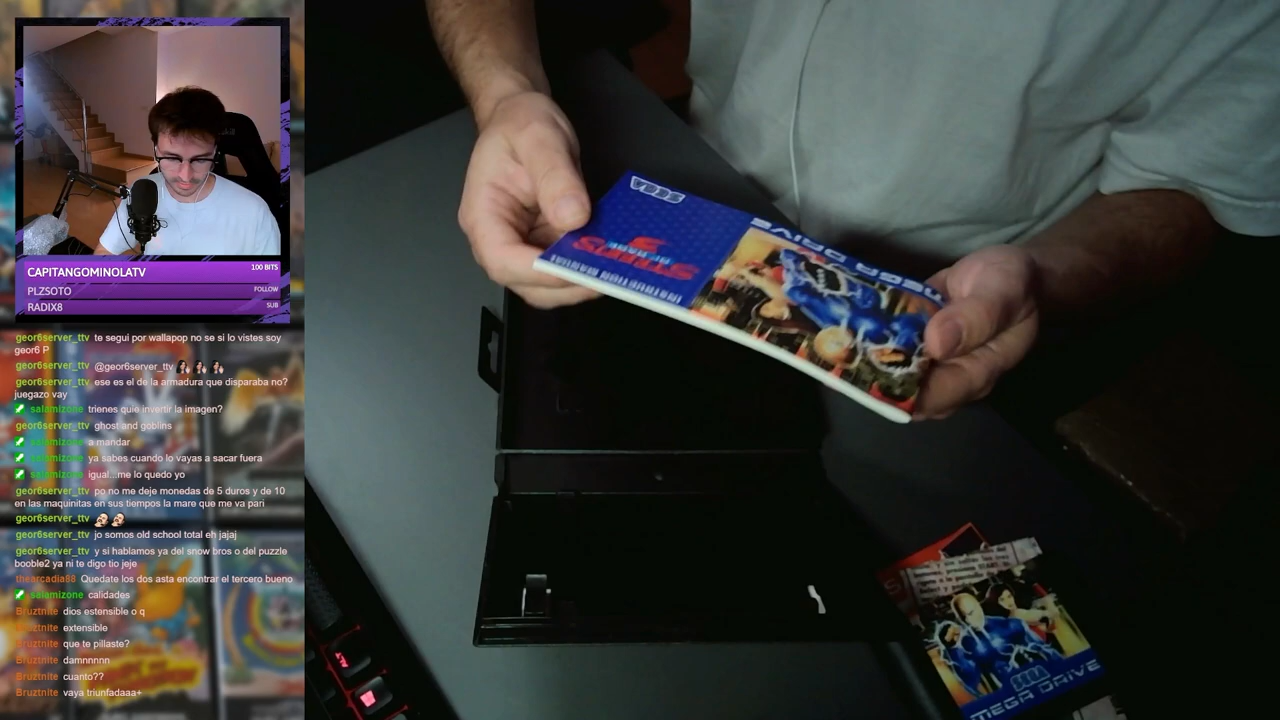 CAPITANGOMINOLATV 100 BITS
PLZSOTO FOLLOW
RADIX8 SUB
geor6server_ttv te segui por wallapop no se si lo vistes soy
geor6 P
geor6server_ttv @geor6server_ttv
geor6server_ttv ese es el de la armadura que disparaba no?
juegazo vay
salamizone trienes quie invertir la imagen?
geor6server_ttv ghost and goblins
salamizone a mandar
salamizone ya sabes cuando lo vayas a sacar fuera
salamizone igual...me lo quedo yo
geor6server_ttv po no me deje monedas de 5 duros y de 10
en las maquinitas en sus tiempos la mare que me va pari
geor6server_ttv
geor6server_ttv jo somos old school total eh jajaj
geor6server_ttv y si hablamos ya del snow bros o del puzzle
booble2 ya ni te digo tio jeje
thearcadia88 Quedate los dos asta encontrar el tercero bueno
salamizone calidades
Bruztnite dios estensible o q
Bruztnite extensible
Bruztnite que te pillaste?
Bruztnite damnnnnn
Bruztnite cuanto??
Bruztnite vaya triunfadaaa+
SEGA
MEGA DRIVE
STREETS
OF RAGE
2
INSTRUCTION MANUAL
SEGA
MEGA DRIVE